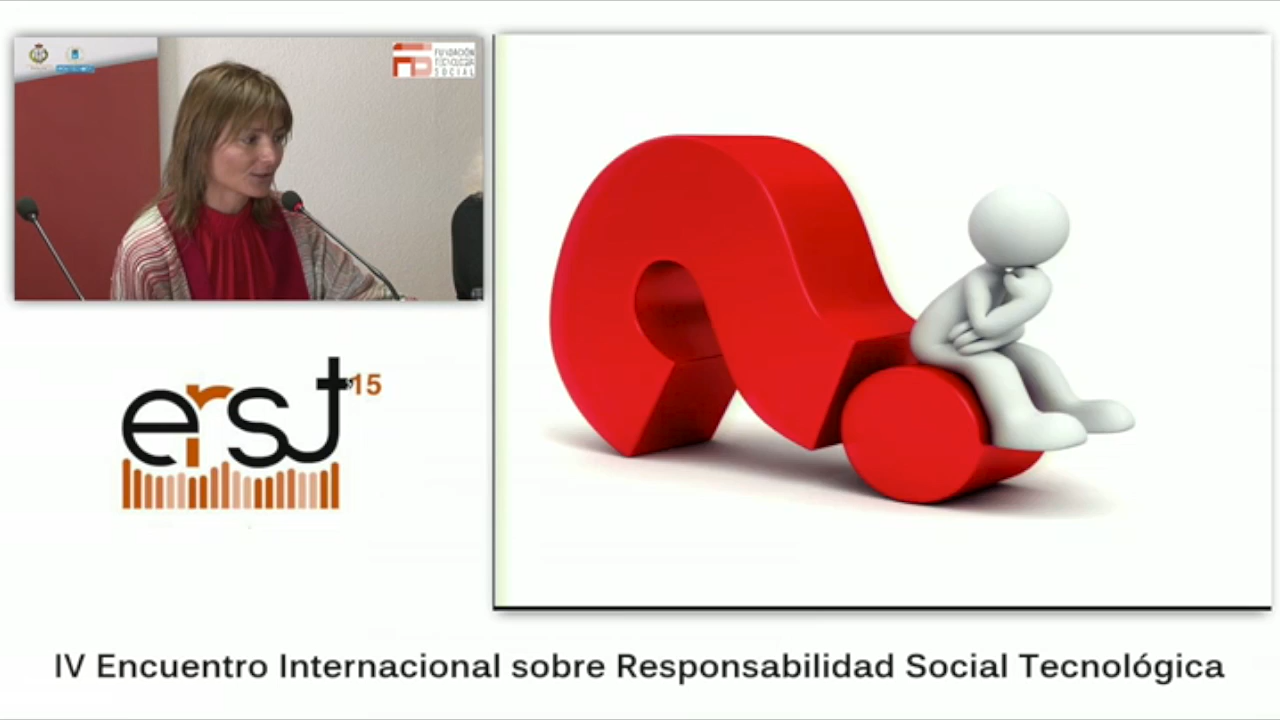 FUNDACIÓN
TECNOLOGÍA
SOCIAL
erst'15
IV Encuentro Internacional sobre Responsabilidad Social Tecnológica